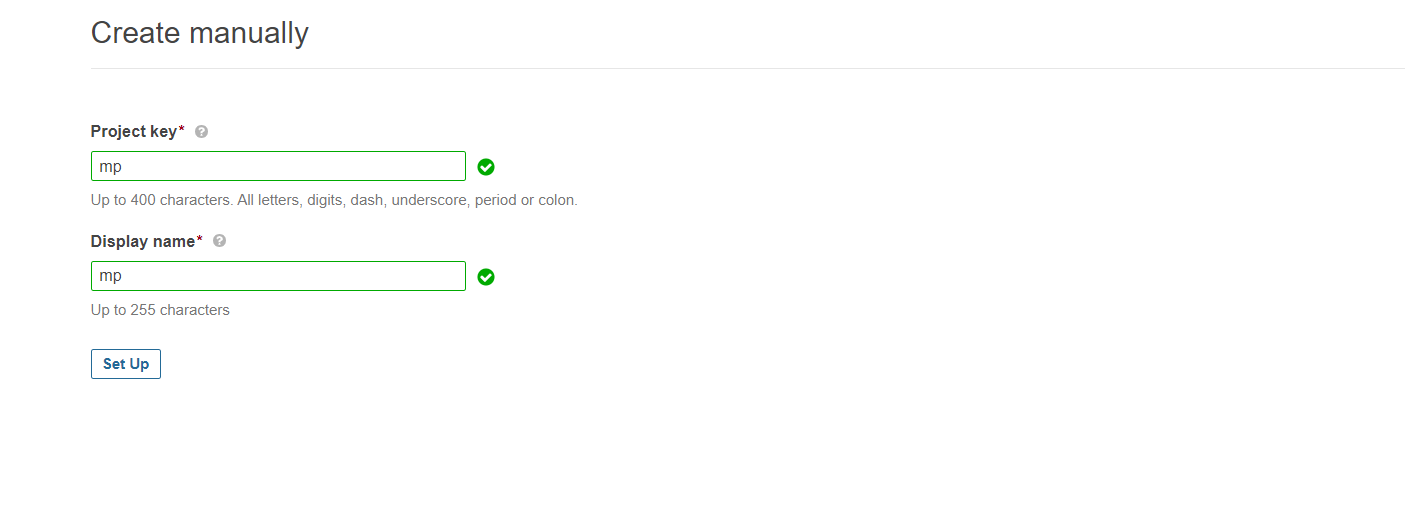 Create manually
Project key*
mp
Up to 400 characters. All letters, digits, dash, underscore, period or colon.
Display name*
mp
Up to 255 characters
Set Up